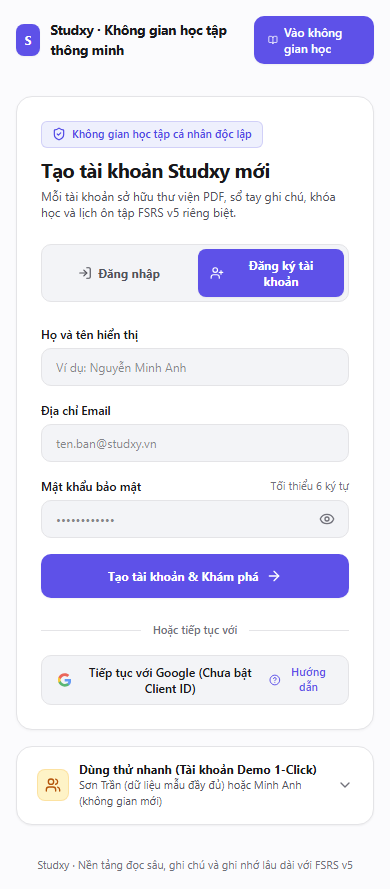 S
Studxy · Không gian học tập
thông minh
Vào không
gian học
Không gian học tập cá nhân độc lập
Tạo tài khoản Studxy mới
Mỗi tài khoản sở hữu thư viện PDF, sổ tay ghi chú, khóa
học và lịch ôn tập FSRS v5 riêng biệt.
Đăng nhập
Đăng ký tài
khoản
Họ và tên hiển thị
Ví dụ: Nguyễn Minh Anh
Địa chỉ Email
ten.ban@studxy.vn
Mật khẩu bảo mật
Tối thiểu 6 ký tự
••••••••••••
Tạo tài khoản & Khám phá
Hoặc tiếp tục với
Tiếp tục với Google (Chưa bật
Client ID)
Hướng
dẫn
Dùng thử nhanh (Tài khoản Demo 1-Click)
Sơn Trần (dữ liệu mẫu đầy đủ) hoặc Minh Anh
(không gian mới)
Studxy · Nền tảng đọc sâu, ghi chú và ghi nhớ lâu dài với FSRS v5